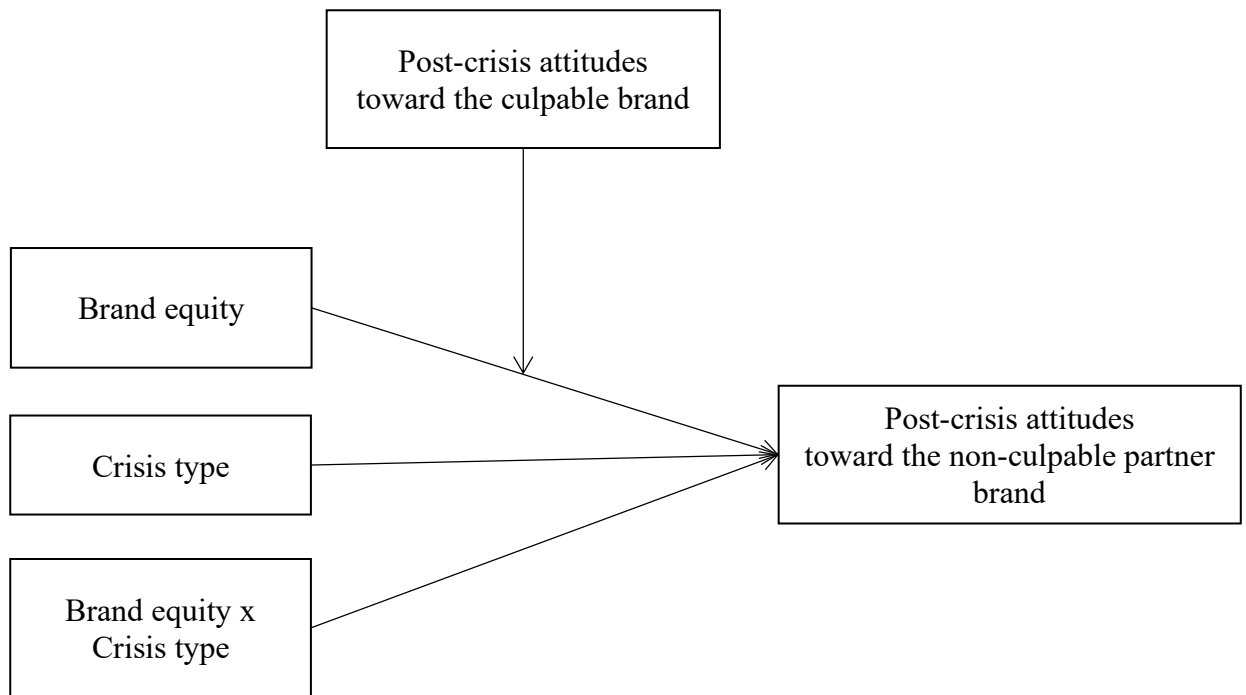 Post-crisis attitudes
toward the culpable brand
Brand equity
Crisis type
Post-crisis attitudes
toward the non-culpable partner
brand
Brand equity x
Crisis type